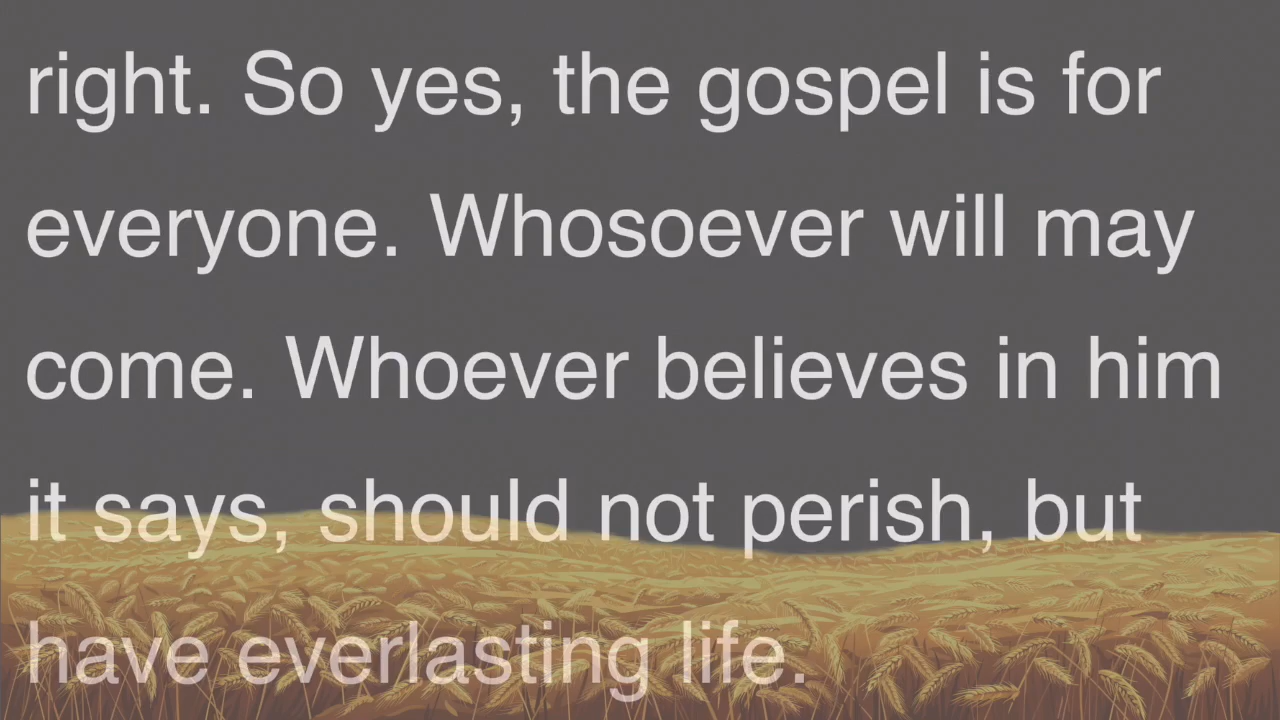 right. So yes, the gospel is for
everyone. Whosoever will may
come. Whoever believes in him
it says, should not perish, but
have everlasting life.